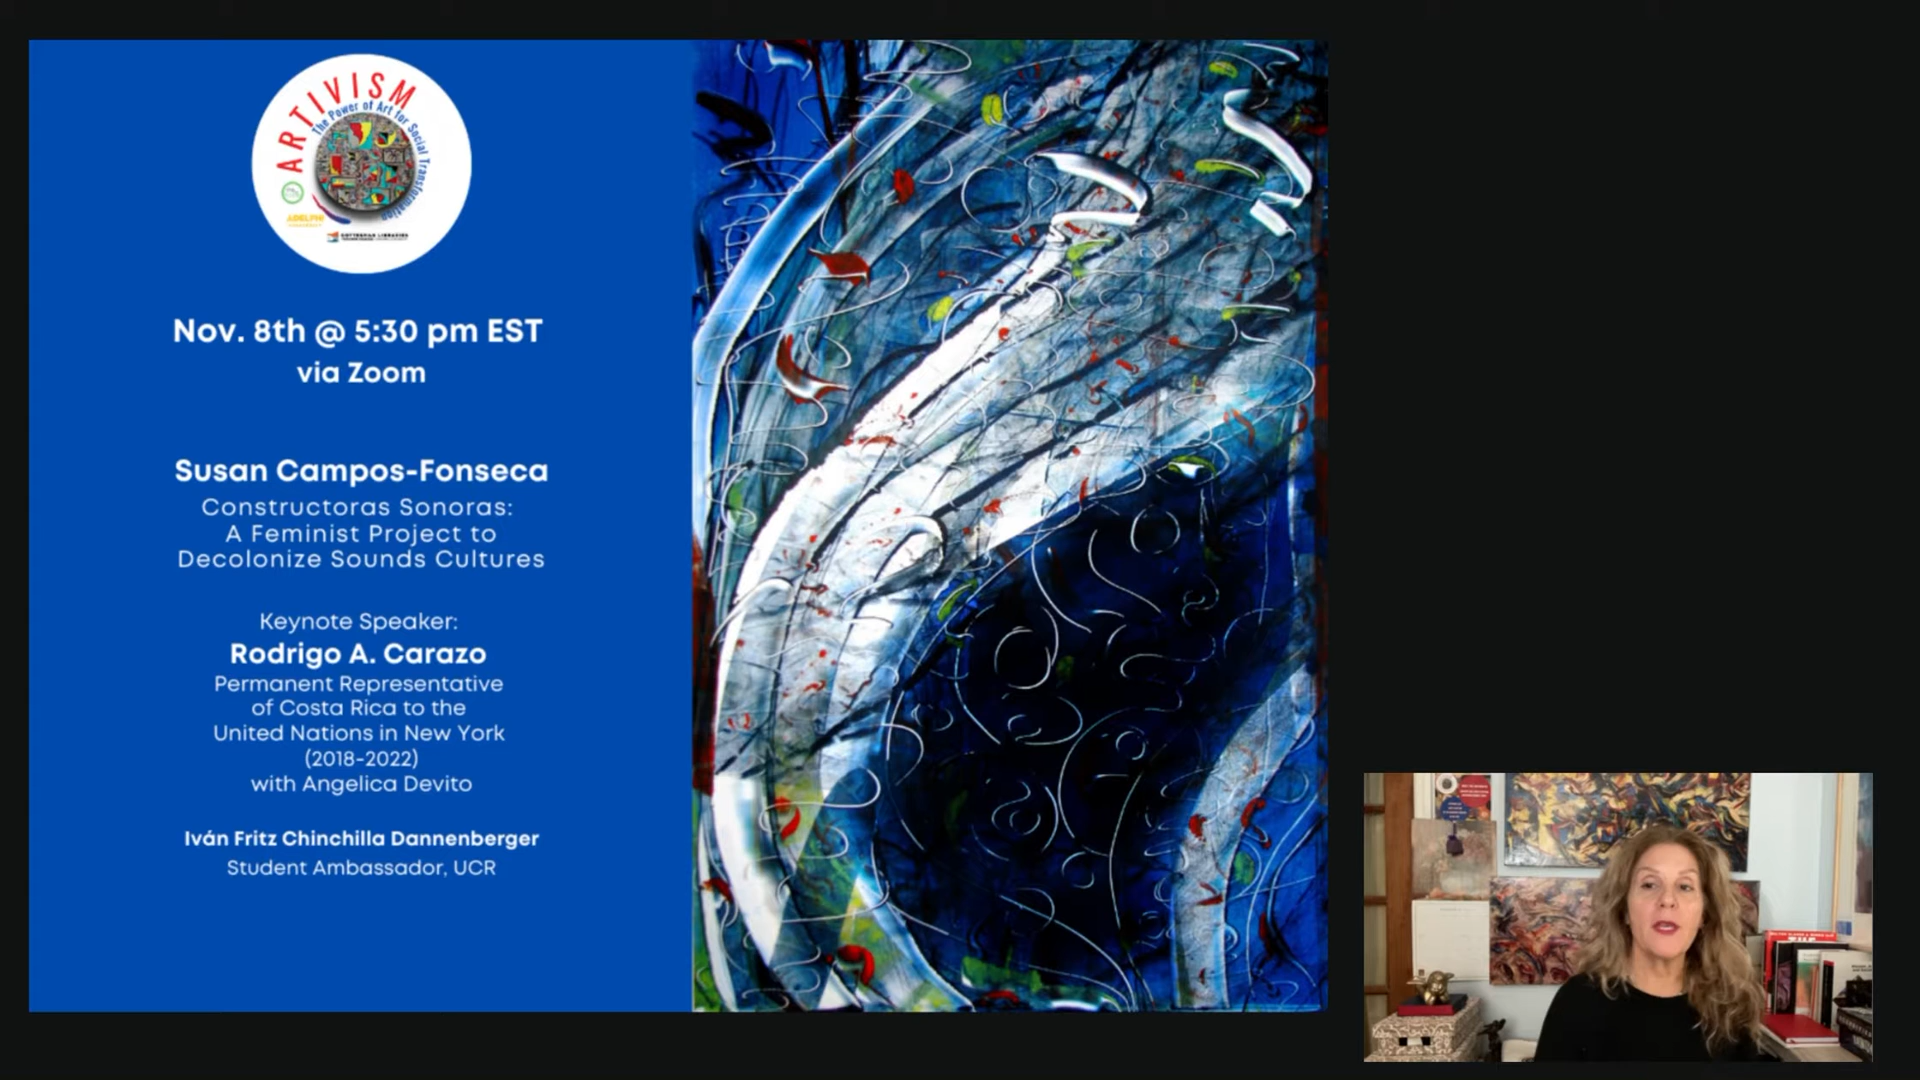 ARTIVISM
The Power of Art for Social Transformation
ADELPHI
Nov. 8th @ 5:30 pm EST
via Zoom
Susan Campos-Fonseca
Constructoras Sonoras:
A Feminist Project to
Decolonize Sounds Cultures
Keynote Speaker:
Rodrigo A. Carazo
Permanent Representative
of Costa Rica to the
United Nations in New York
(2018-2022)
with Angelica Devito
Iván Fritz Chinchilla Dannenberger
Student Ambassador, UCR